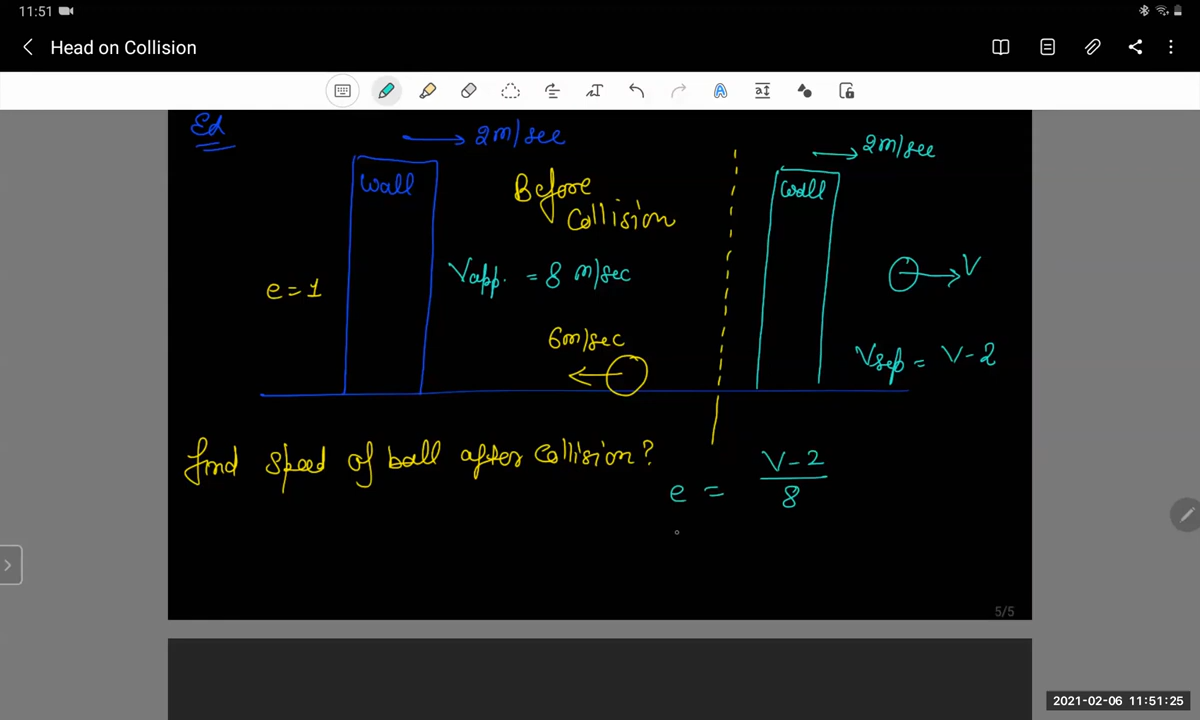 11:51
Head on Collision
Ex
2m/sec
2m/sec
Wall
Before
Collision
Wall
Vapp. = 8 m/sec
V
e = 1
6m/sec
Vsep = V-2
find speed of ball after collision?
e = V-2
8
5/5
2021-02-06 11:51:25